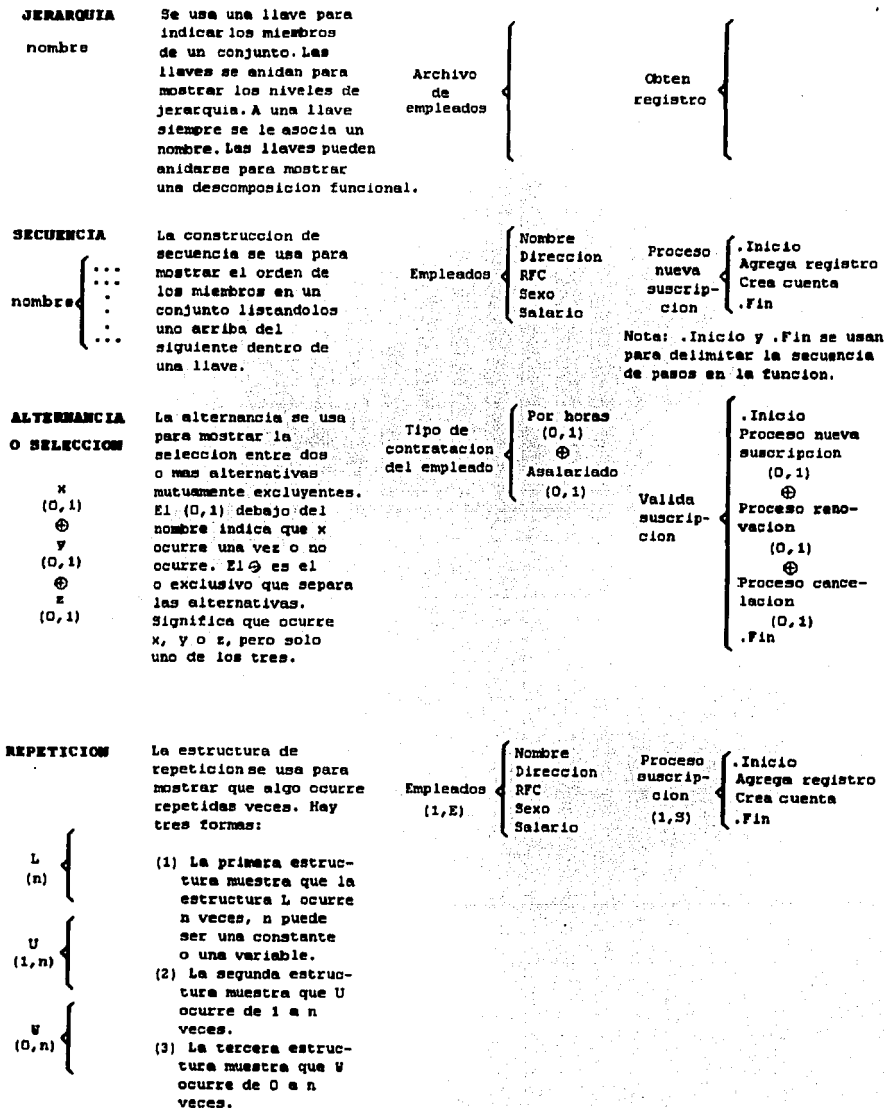 JERARQUIA
nombre
Se usa una llave para
indicar los miembros
de un conjunto. Las
llaves se anidan para
mostrar los niveles de
jerarquia. A una llave
siempre se le asocia un
nombre. Las llaves pueden
anidarse para mostrar
una descomposicion funcional.
Archivo
de
empleados
Obten
registro
SECUENCIA
nombre
...
...
.
.
...
La construccion de
secuencia se usa para
mostrar el orden de
los miembros en un
conjunto listandolos
uno arriba del
siguiente dentro de
una llave.
Empleados
Nombre
Direccion
RFC
Sexo
Salario
Proceso
nueva
suscrip-
cion
.Inicio
Agrega registro
Crea cuenta
.Fin
Nota: .Inicio y .Fin se usan
para delimitar la secuencia
de pasos en la funcion.
ALTERNANCIA
O SELECCION
x
(0,1)
⊕
y
(0,1)
⊕
z
(0,1)
La alternancia se usa
para mostrar la
seleccion entre dos
o mas alternativas
mutuamente excluyentes.
El (0,1) debajo del
nombre indica que x
ocurre una vez o no
ocurre. El ⊕ es el
o exclusivo que separa
las alternativas.
Significa que ocurre
x, y o z, pero solo
uno de los tres.
Tipo de
contratacion
del empleado
Por horas
(0,1)
⊕
Asalariado
(0,1)
Valida
suscrip-
cion
.Inicio
Proceso nueva
suscripcion
(0,1)
⊕
Proceso reno-
vacion
(0,1)
⊕
Proceso cance-
lacion
(0,1)
.Fin
REPETICION
L
(n)
U
(1,n)
W
(0,n)
La estructura de
repeticion se usa para
mostrar que algo ocurre
repetidas veces. Hay
tres formas:
(1) La primera estruc-
tura muestra que la
estructura L ocurre
n veces, n puede
ser una constante
o una variable.
(2) La segunda estruc-
tura muestra que U
ocurre de 1 a n
veces.
(3) La tercera estruc-
tura muestra que W
ocurre de 0 a n
veces.
Empleados
(1,E)
Nombre
Direccion
RFC
Sexo
Salario
Proceso
suscrip-
cion
(1,S)
.Inicio
Agrega registro
Crea cuenta
.Fin